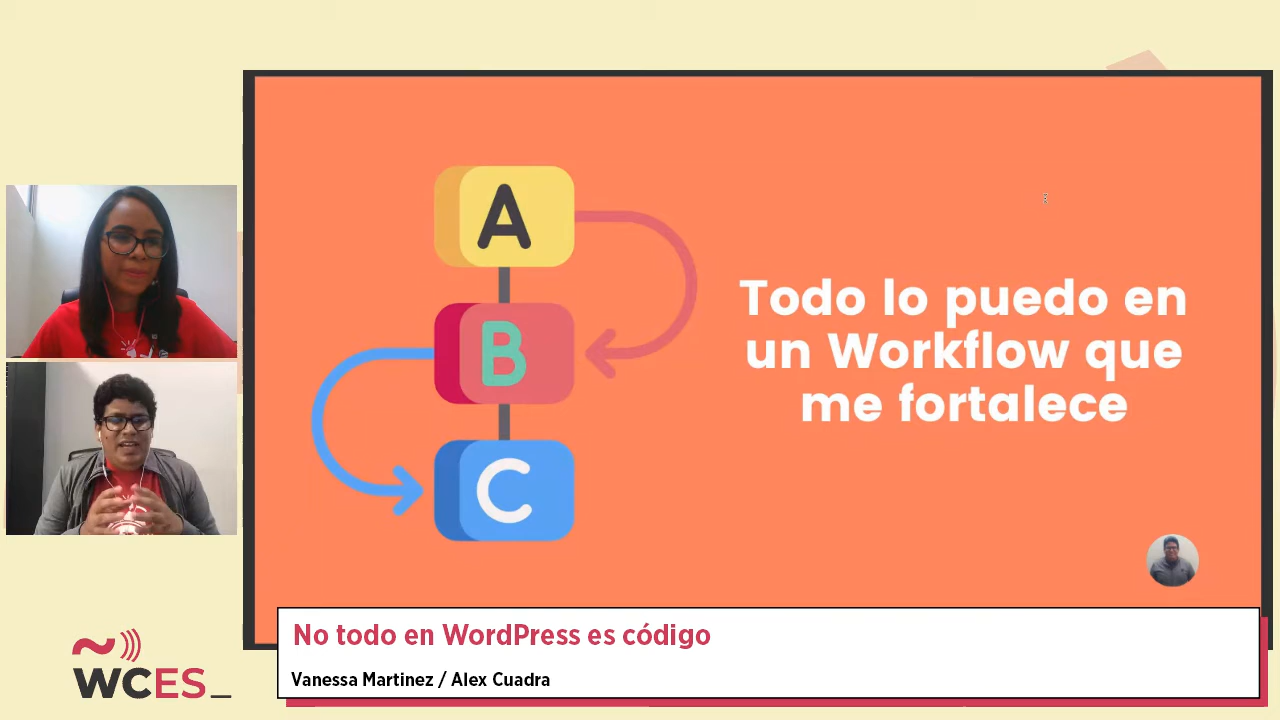 A
B
C
Todo lo puedo en
un Workflow que
me fortalece
No todo en WordPress es código
Vanessa Martinez / Alex Cuadra
WCES_